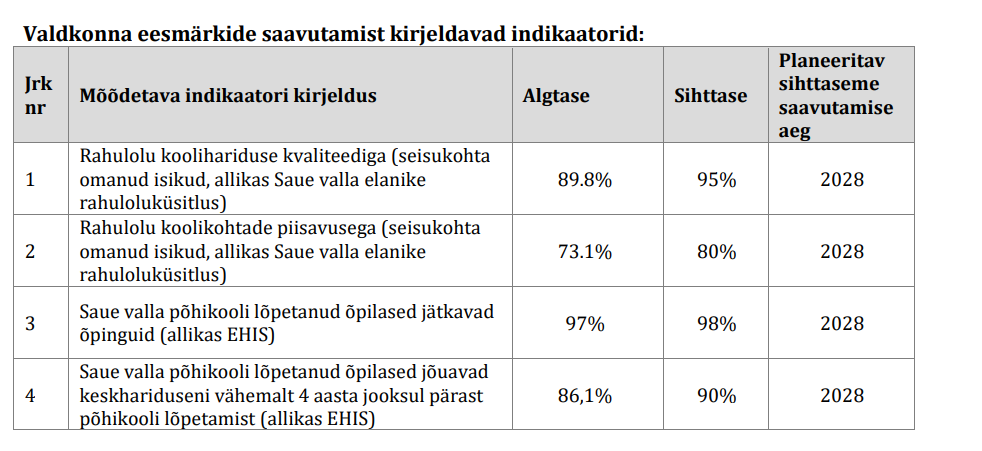 Valdkonna eesmärkide saavutamist kirjeldavad indikaatorid:
Jrk
nr
Mõõdetava indikaatori kirjeldus
Algtase
Sihttase
Planeeritav
sihttaseme
saavutamise
aeg
1
Rahulolu koolihariduse kvaliteediga (seisukohta
omanud isikud, allikas Saue valla elanike
rahuloluküsitlus)
89.8%
95%
2028
2
Rahulolu koolikohtade piisavusega (seisukohta
omanud isikud, allikas Saue valla elanike
rahuloluküsitlus)
73.1%
80%
2028
3
Saue valla põhikooli lõpetanud õpilased jätkavad
õpinguid (allikas EHIS)
97%
98%
2028
4
Saue valla põhikooli lõpetanud õpilased jõuavad
keskhariduseni vähemalt 4 aasta jooksul pärast
põhikooli lõpetamist (allikas EHIS)
86,1%
90%
2028